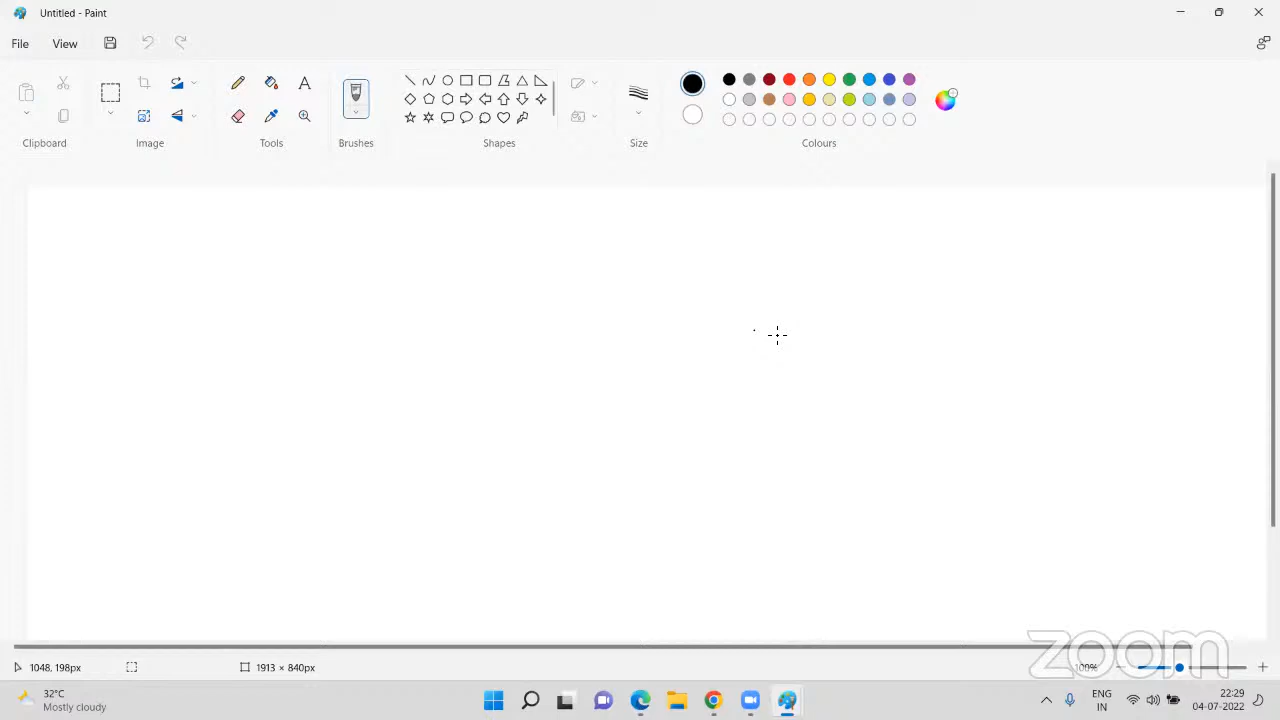 Untitled - Paint
File View
Clipboard Image Tools Brushes Shapes Size Colours
zoom
1048, 198px 1913 × 840px 100%
32°C
Mostly cloudy
ENG
IN
22:29
04-07-2022